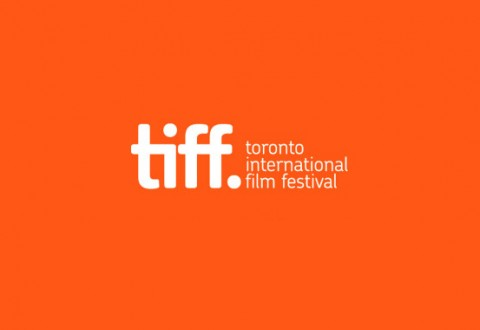 tiff.
toronto
international
film festival